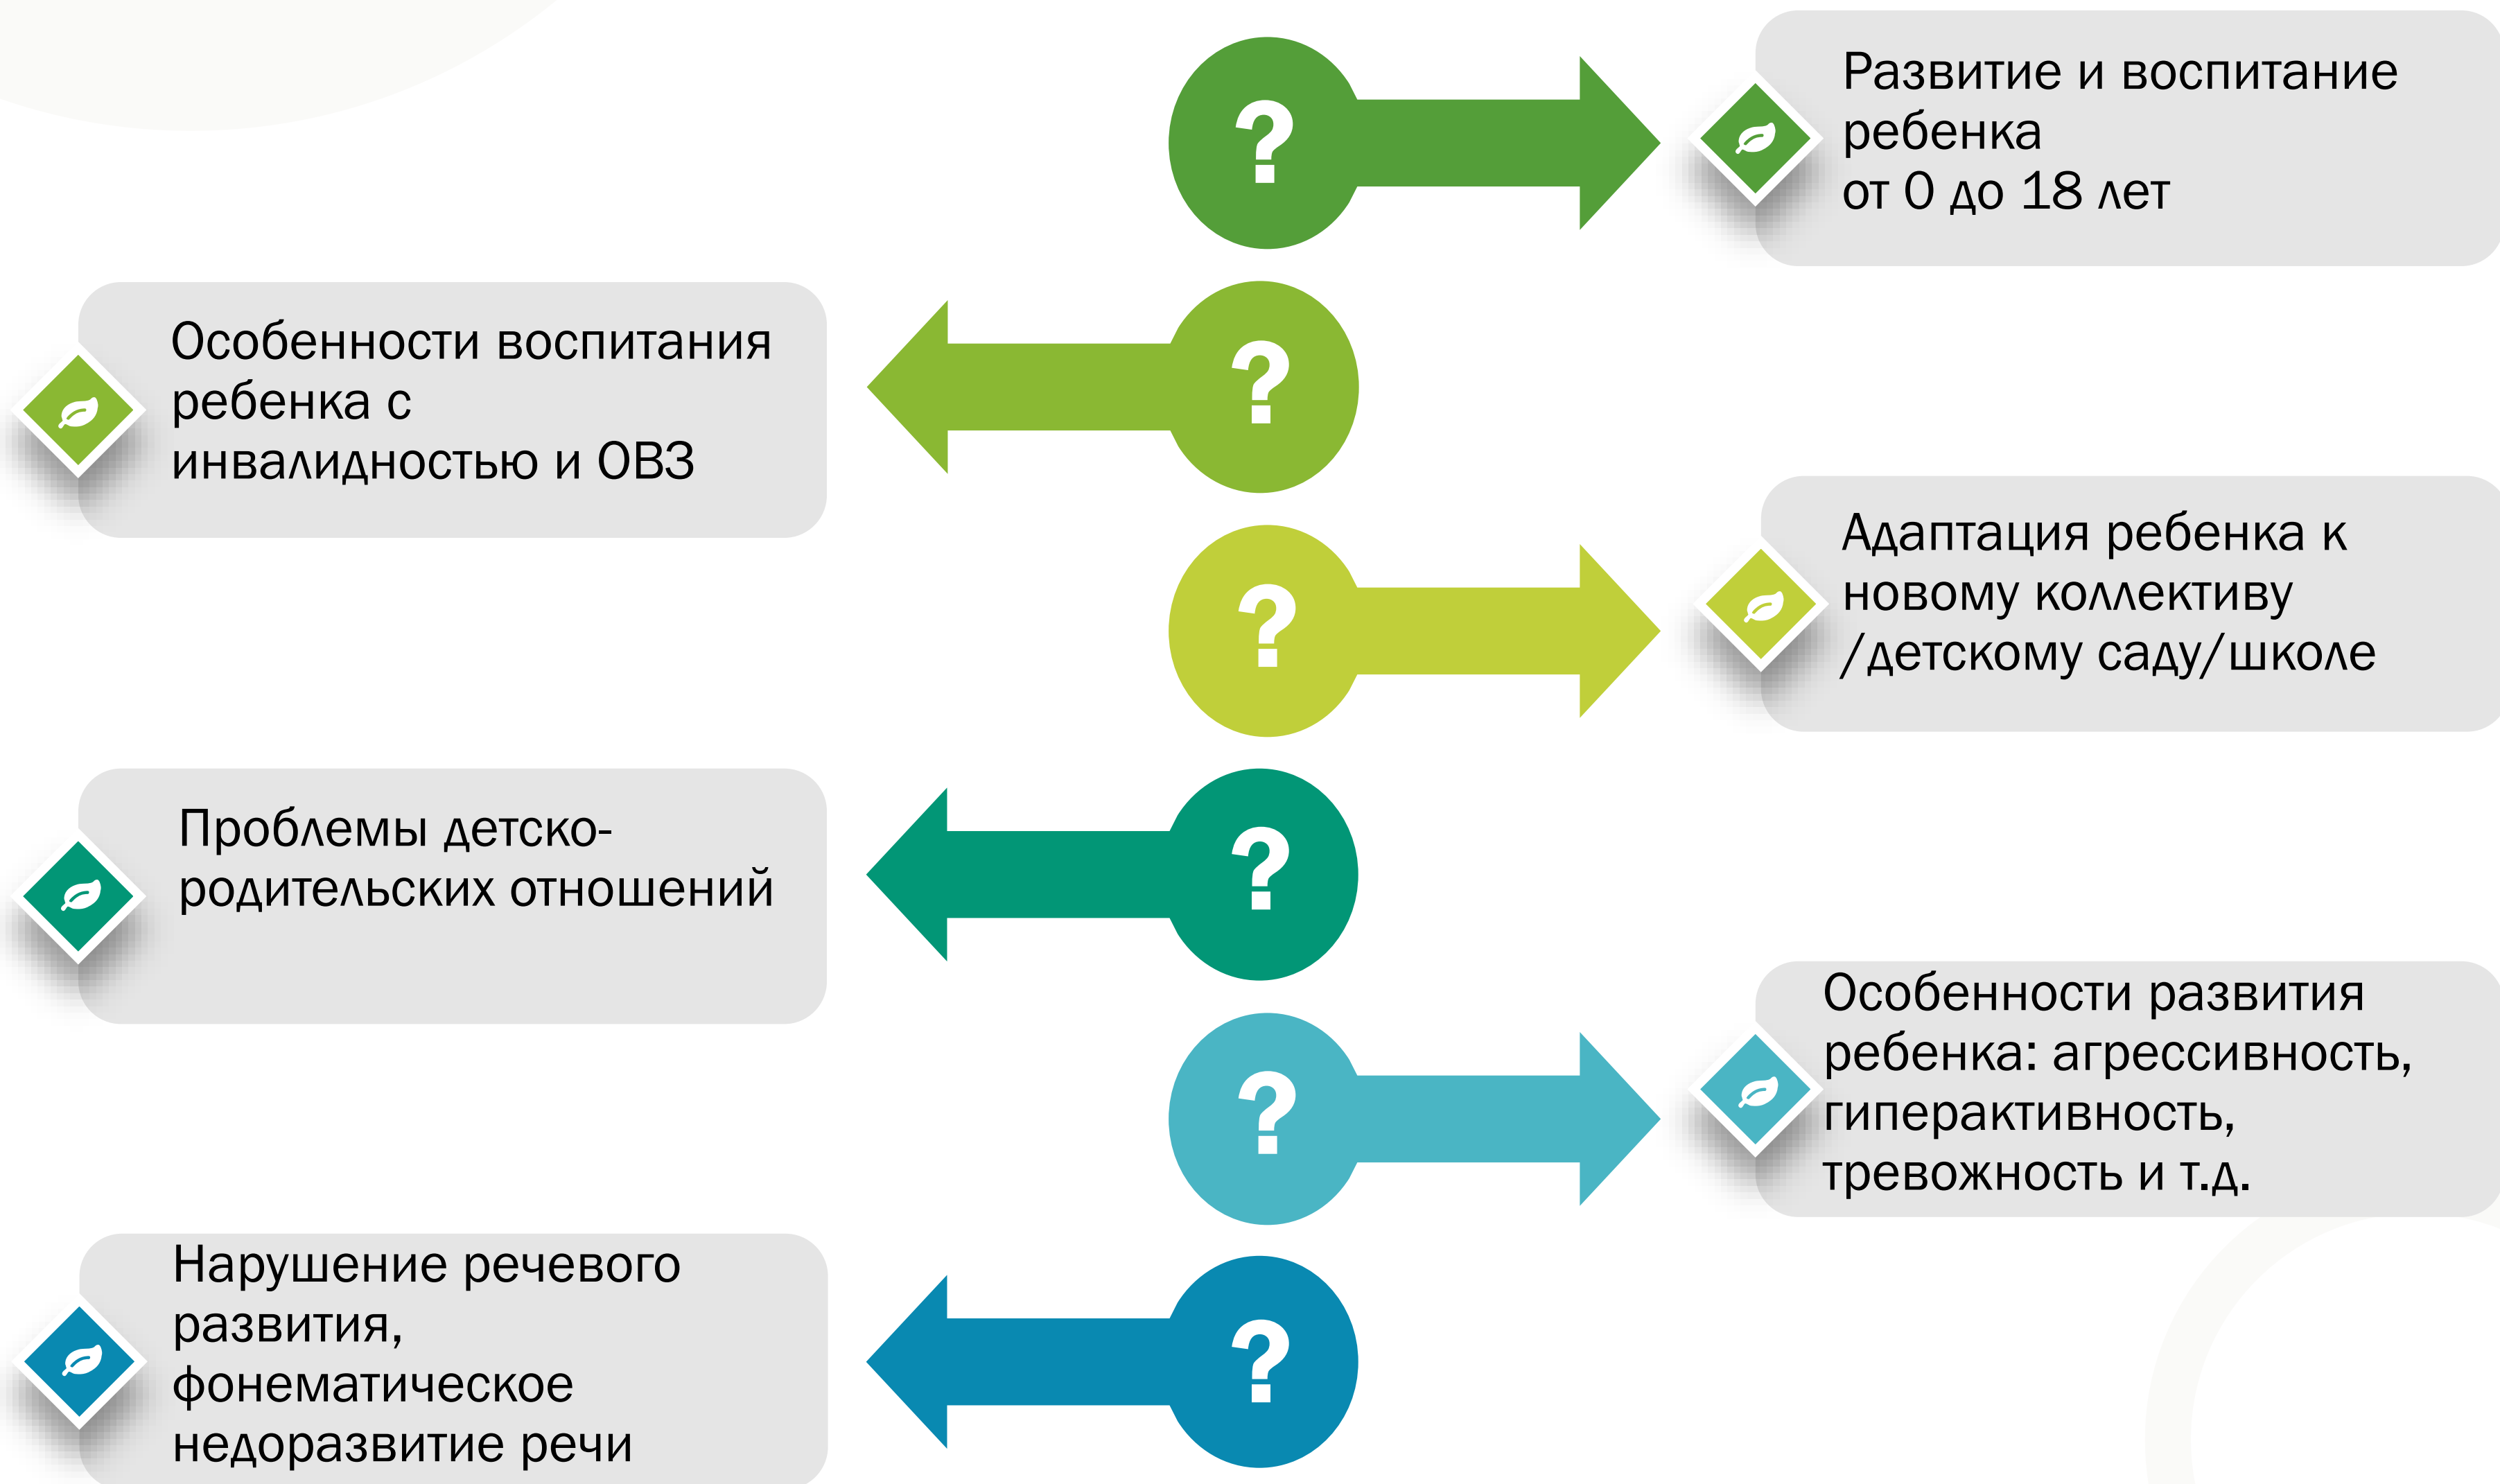 ?
Развитие и воспитание
ребенка
от 0 до 18 лет
?
Особенности воспитания
ребенка с
инвалидностью и ОВЗ
?
Адаптация ребенка к
новому коллективу
/детскому саду/школе
?
Проблемы детско-
родительских отношений
?
Особенности развития
ребенка: агрессивность,
гиперактивность,
тревожность и т.д.
?
Нарушение речевого
развития,
фонематическое
недоразвитие речи